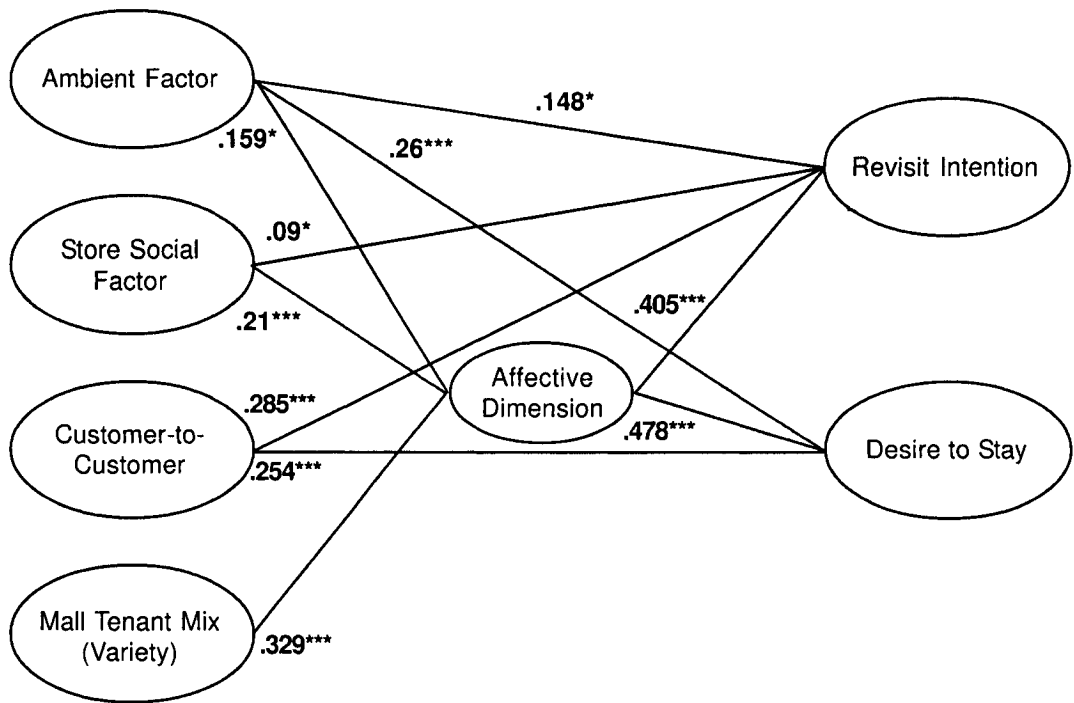 Ambient Factor
.159*
.26***
.148*
Revisit Intention
Store Social
Factor
.09*
.21***
.405***
Affective
Dimension
.478***
Customer-to-
Customer
.285***
.254***
Desire to Stay
Mall Tenant Mix
(Variety)
.329***